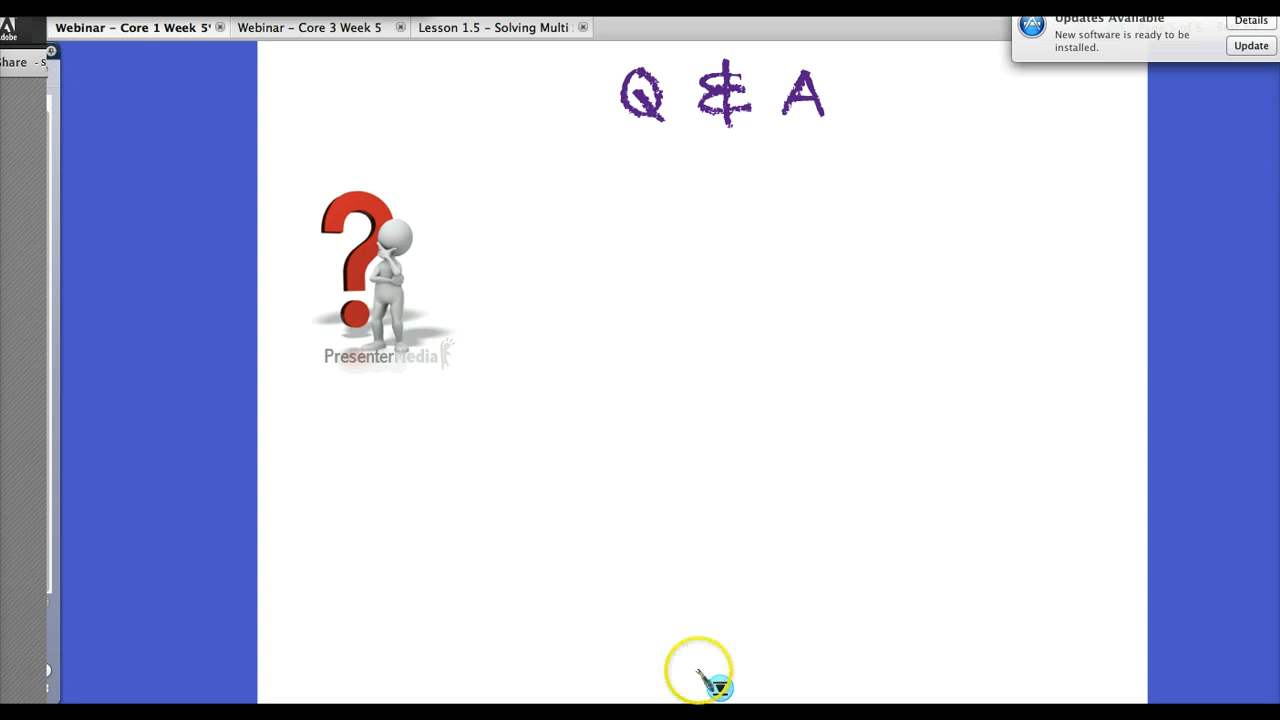 Webinar – Core 1 Week 5 Webinar – Core 3 Week 5 Lesson 1.5 – Solving Multi
Updates Available
Details
New software is ready to be
installed.
Update
Adobe
Share
Q & A
PresenterMedia